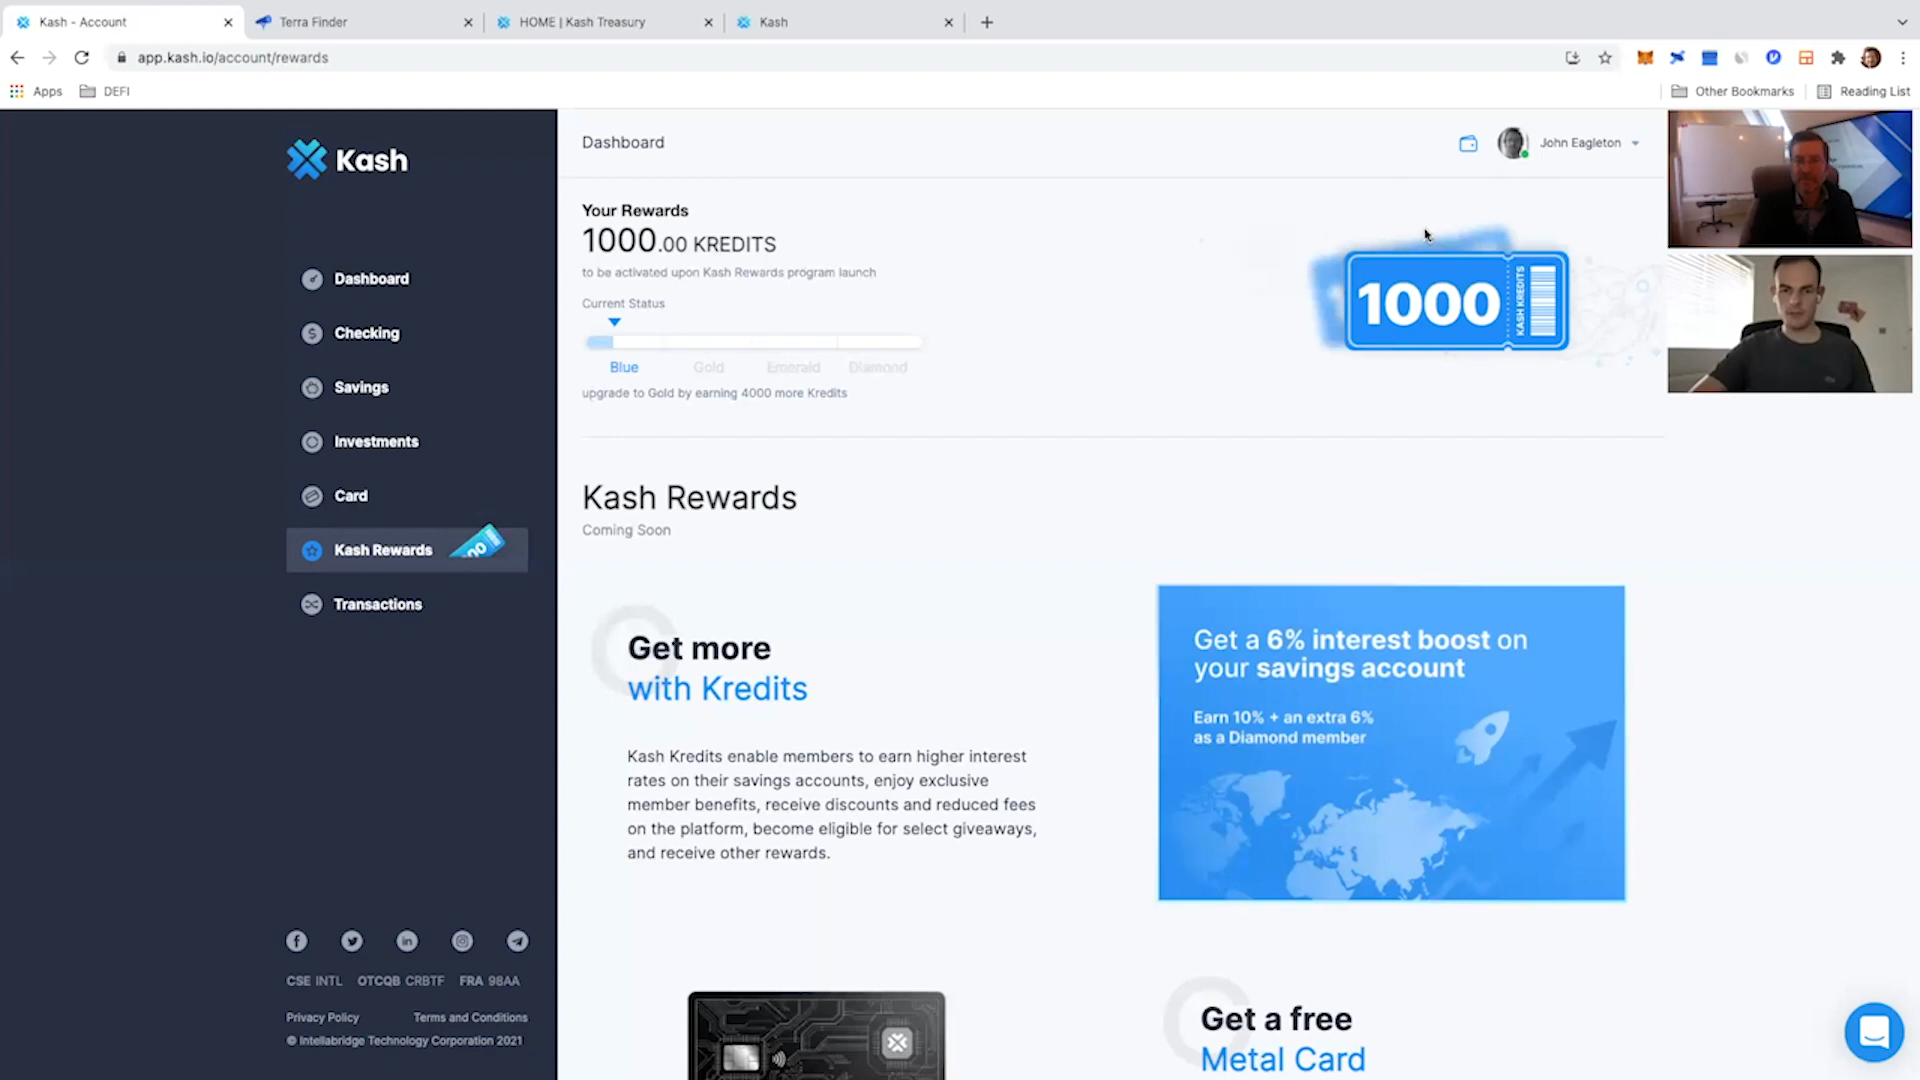 Kash - Account
Terra Finder
HOME | Kash Treasury
Kash
app.kash.io/account/rewards
Apps
DEFI
Other Bookmarks
Reading List
Kash
Dashboard
Checking
Savings
Investments
Card
Kash Rewards
Transactions
CSE INTL OTCQB CRBTF FRA 98AA
Privacy Policy Terms and Conditions
© Intellabridge Technology Corporation 2021
Dashboard
John Eagleton
Your Rewards
1000.00 KREDITS
to be activated upon Kash Rewards program launch
Current Status
Blue Gold Emerald Diamond
upgrade to Gold by earning 4000 more Kredits
1000
KASH KREDITS
Kash Rewards
Coming Soon
Get more
with Kredits
Kash Kredits enable members to earn higher interest
rates on their savings accounts, enjoy exclusive
member benefits, receive discounts and reduced fees
on the platform, become eligible for select giveaways,
and receive other rewards.
Get a 6% interest boost on
your savings account
Earn 10% + an extra 6%
as a Diamond member
Get a free
Metal Card